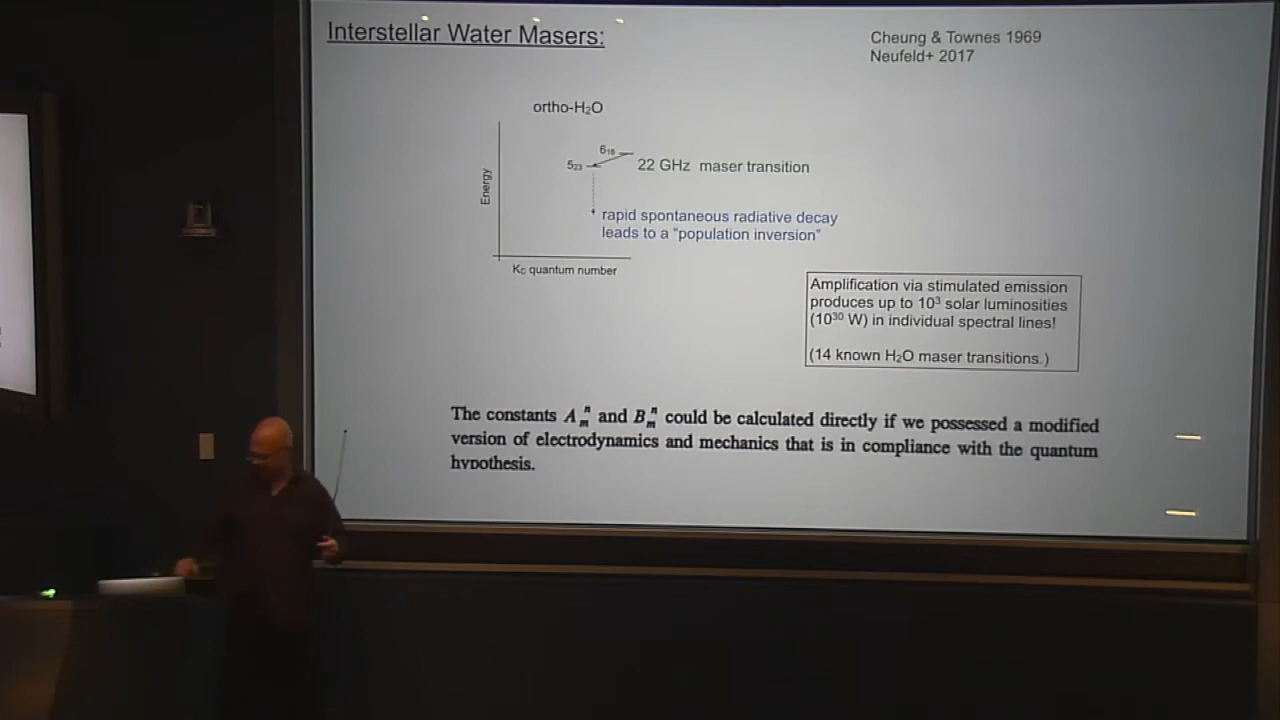 Interstellar Water Masers:
Cheung & Townes 1969
Neufeld+ 2017
ortho-H₂O
6₁₆
5₂₃
22 GHz maser transition
Energy
rapid spontaneous radiative decay
leads to a "population inversion"
K_C quantum number
Amplification via stimulated emission
produces up to 10³ solar luminosities
(10³⁰ W) in individual spectral lines!
(14 known H₂O maser transitions.)
The constants Aₘⁿ and Bₘⁿ could be calculated directly if we possessed a modified
version of electrodynamics and mechanics that is in compliance with the quantum
hypothesis.